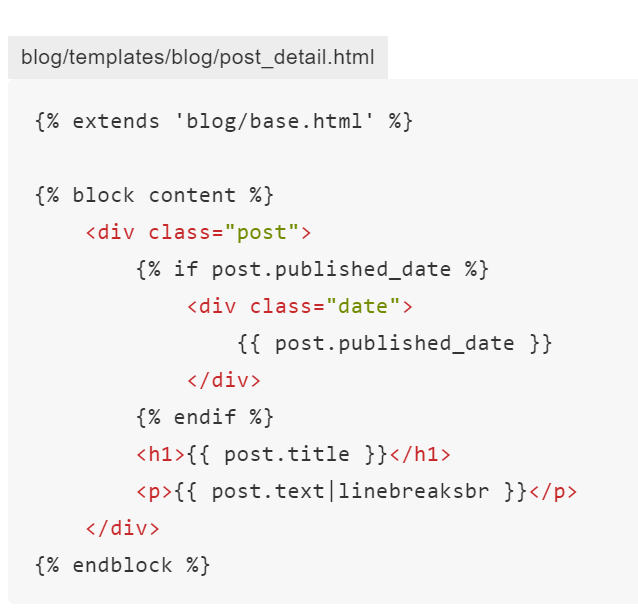 blog/templates/blog/post_detail.html
{% extends 'blog/base.html' %}
{% block content %}
    <div class="post">
        {% if post.published_date %}
            <div class="date">
                {{ post.published_date }}
            </div>
        {% endif %}
        <h1>{{ post.title }}</h1>
        <p>{{ post.text|linebreaksbr }}</p>
    </div>
{% endblock %}